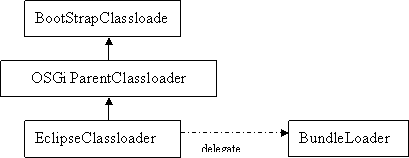 BootStrapClassloade
OSGi ParentClassloader
EclipseClassloader
BundleLoader
delegate